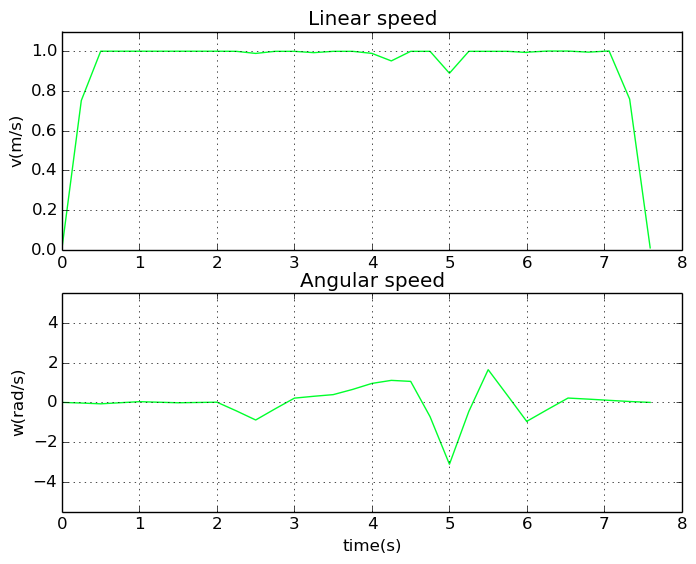 Linear speed
1.0
0.8
0.6
0.4
0.2
0.0
v(m/s)
0 1 2 3 4 5 6 7 8
Angular speed
4
2
0
−2
−4
w(rad/s)
0 1 2 3 4 5 6 7 8
time(s)